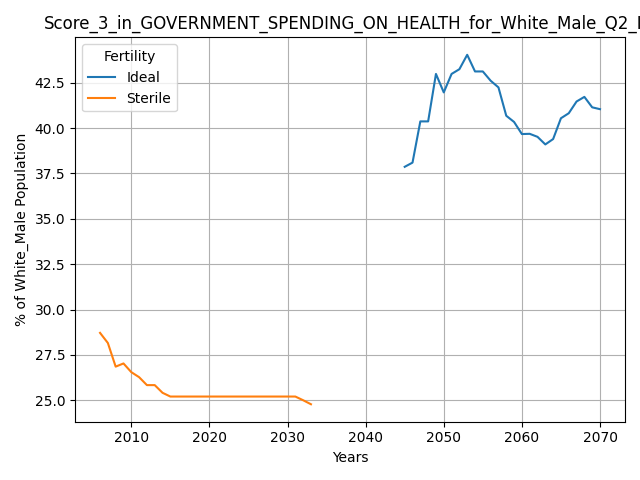 Score_3_in_GOVERNMENT_SPENDING_ON_HEALTH_for_White_Male_Q2_
Fertility
Ideal
Sterile
% of White_Male Population
42.5
40.0
37.5
35.0
32.5
30.0
27.5
25.0
2010 2020 2030 2040 2050 2060 2070
Years